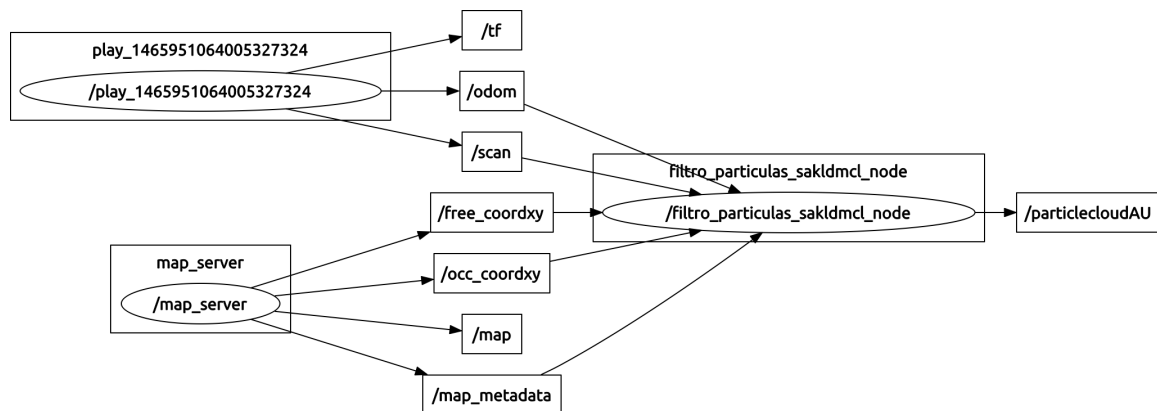 /tf
play_1465951064005327324
/play_1465951064005327324
/odom
/scan
filtro_particulas_sakldmcl_node
/free_coordxy
/filtro_particulas_sakldmcl_node
/particlecloudAU
map_server
/occ_coordxy
/map_server
/map
/map_metadata